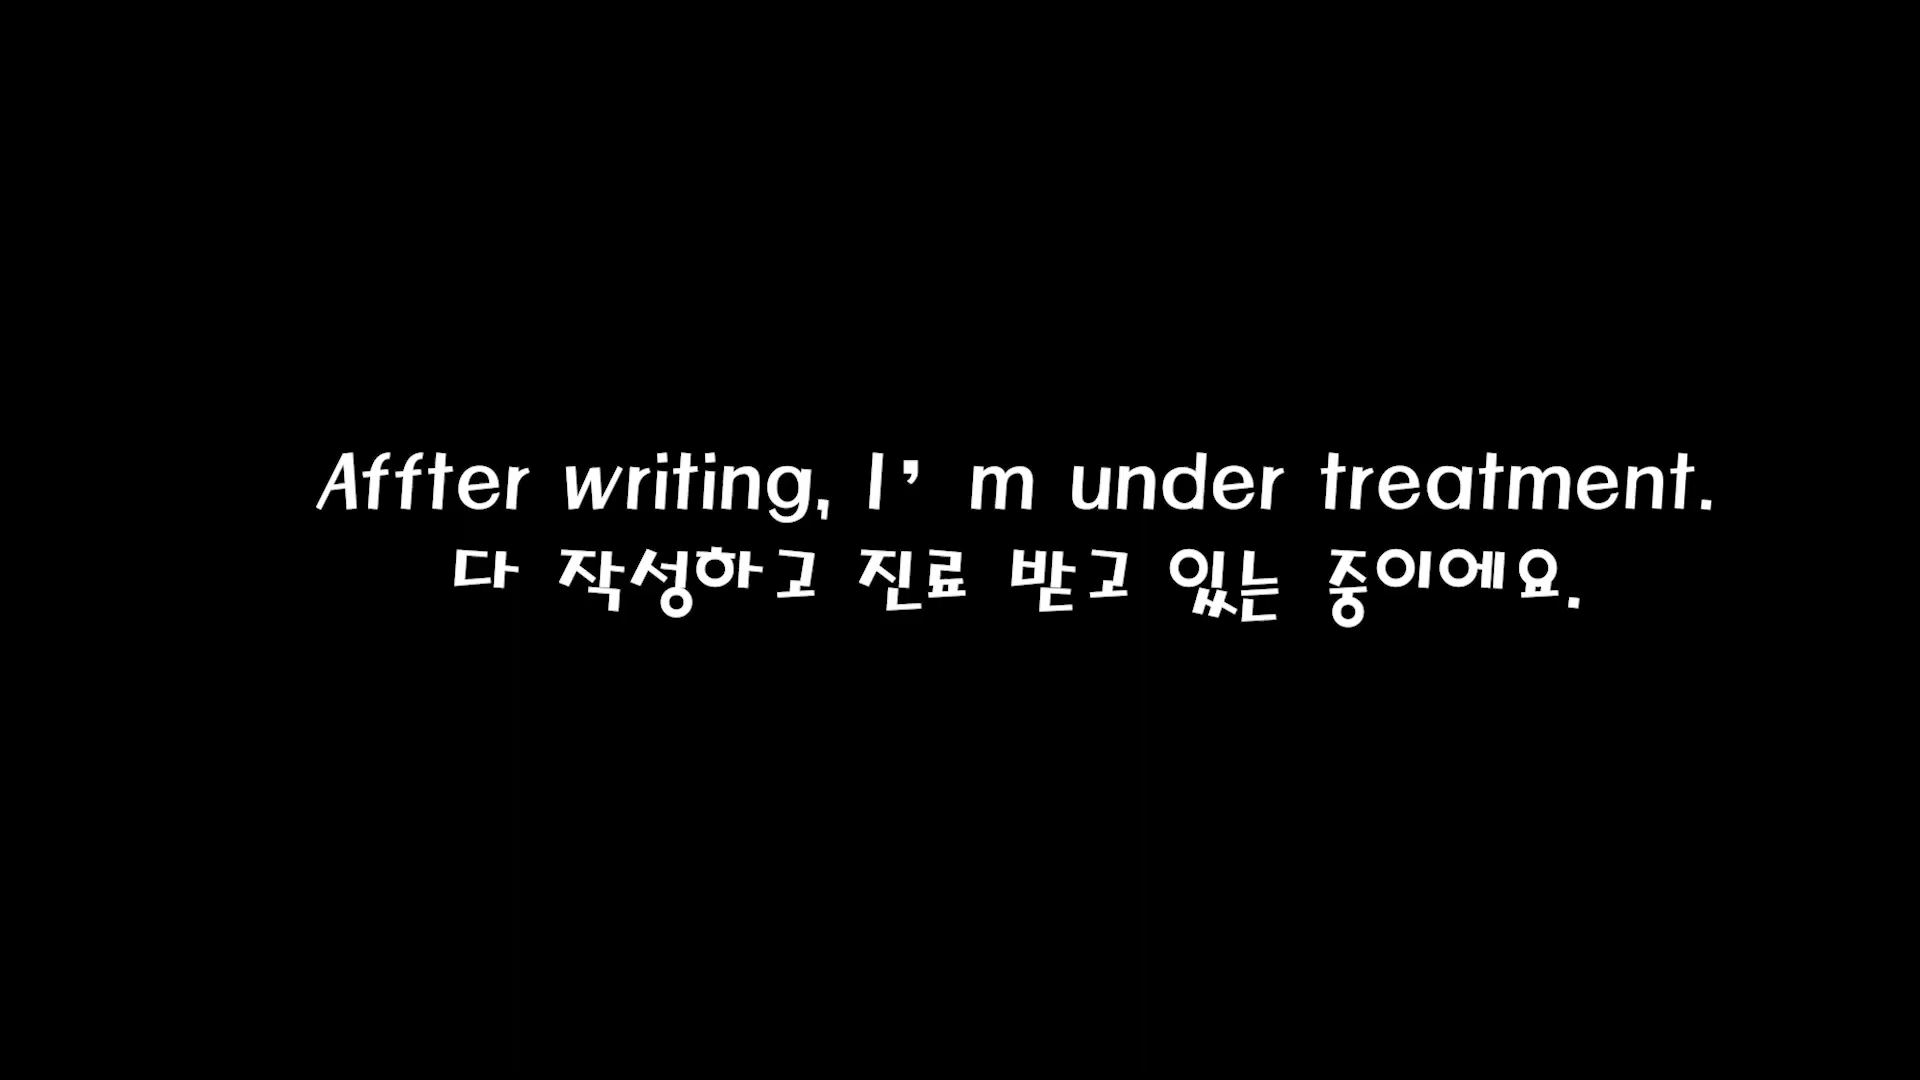 Affter writing, I’m under treatment.
다 작성하고 진료 받고 있는 중이에요.